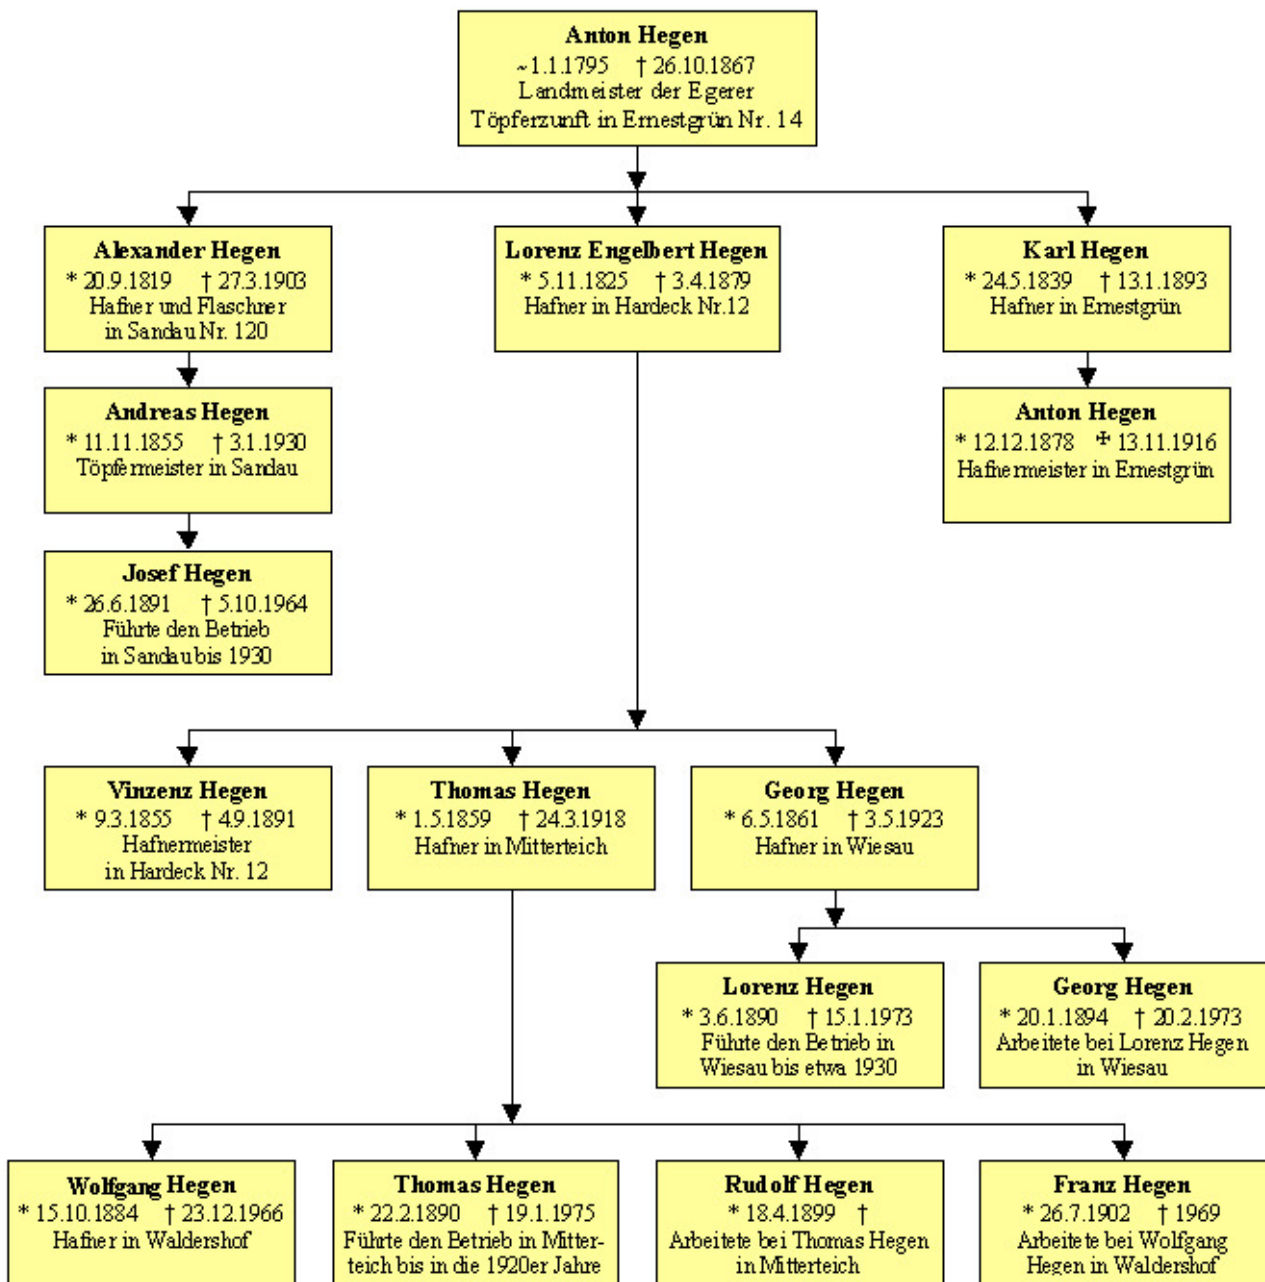 Anton Hegen
~1.1.1795 † 26.10.1867
Landmeister der Egerer
Töpferzunft in Ernestgrün Nr. 14
Alexander Hegen
* 20.9.1819 † 27.3.1903
Hafner und Flaschner
in Sandau Nr. 120
Lorenz Engelbert Hegen
* 5.11.1825 † 3.4.1879
Hafner in Hardeck Nr.12
Karl Hegen
* 24.5.1839 † 13.1.1893
Hafner in Ernestgrün
Andreas Hegen
* 11.11.1855 † 3.1.1930
Töpfermeister in Sandau
Anton Hegen
* 12.12.1878 ✠ 13.11.1916
Hafnermeister in Ernestgrün
Josef Hegen
* 26.6.1891 † 5.10.1964
Führte den Betrieb
in Sandau bis 1930
Vinzenz Hegen
* 9.3.1855 † 4.9.1891
Hafnermeister
in Hardeck Nr. 12
Thomas Hegen
* 1.5.1859 † 24.3.1918
Hafner in Mitterteich
Georg Hegen
* 6.5.1861 † 3.5.1923
Hafner in Wiesau
Lorenz Hegen
* 3.6.1890 † 15.1.1973
Führte den Betrieb in
Wiesau bis etwa 1930
Georg Hegen
* 20.1.1894 † 20.2.1973
Arbeitete bei Lorenz Hegen
in Wiesau
Wolfgang Hegen
* 15.10.1884 † 23.12.1966
Hafner in Waldershof
Thomas Hegen
* 22.2.1890 † 19.1.1975
Führte den Betrieb in Mitter-
teich bis in die 1920er Jahre
Rudolf Hegen
* 18.4.1899 †
Arbeitete bei Thomas Hegen
in Mitterteich
Franz Hegen
* 26.7.1902 † 1969
Arbeitete bei Wolfgang
Hegen in Waldershof